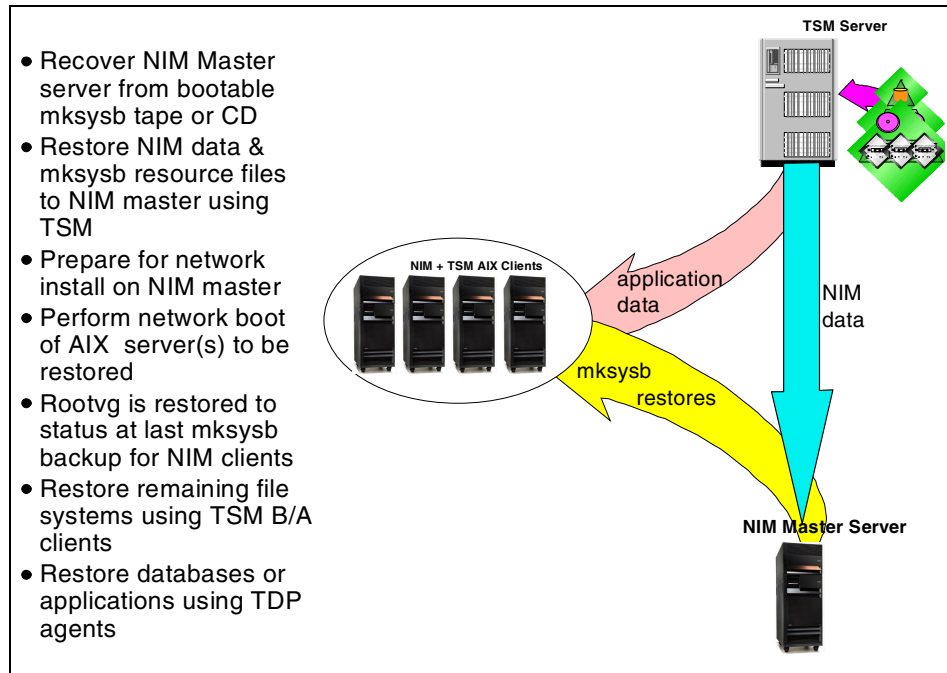 • Recover NIM Master
server from bootable
mksysb tape or CD
• Restore NIM data &
mksysb resource files
to NIM master using
TSM
• Prepare for network
install on NIM master
• Perform network boot
of AIX server(s) to be
restored
• Rootvg is restored to
status at last mksysb
backup for NIM clients
• Restore remaining file
systems using TSM B/A
clients
• Restore databases or
applications using TDP
agents
TSM Server
NIM + TSM AIX Clients
application
data
NIM
data
mksysb
restores
NIM Master Server